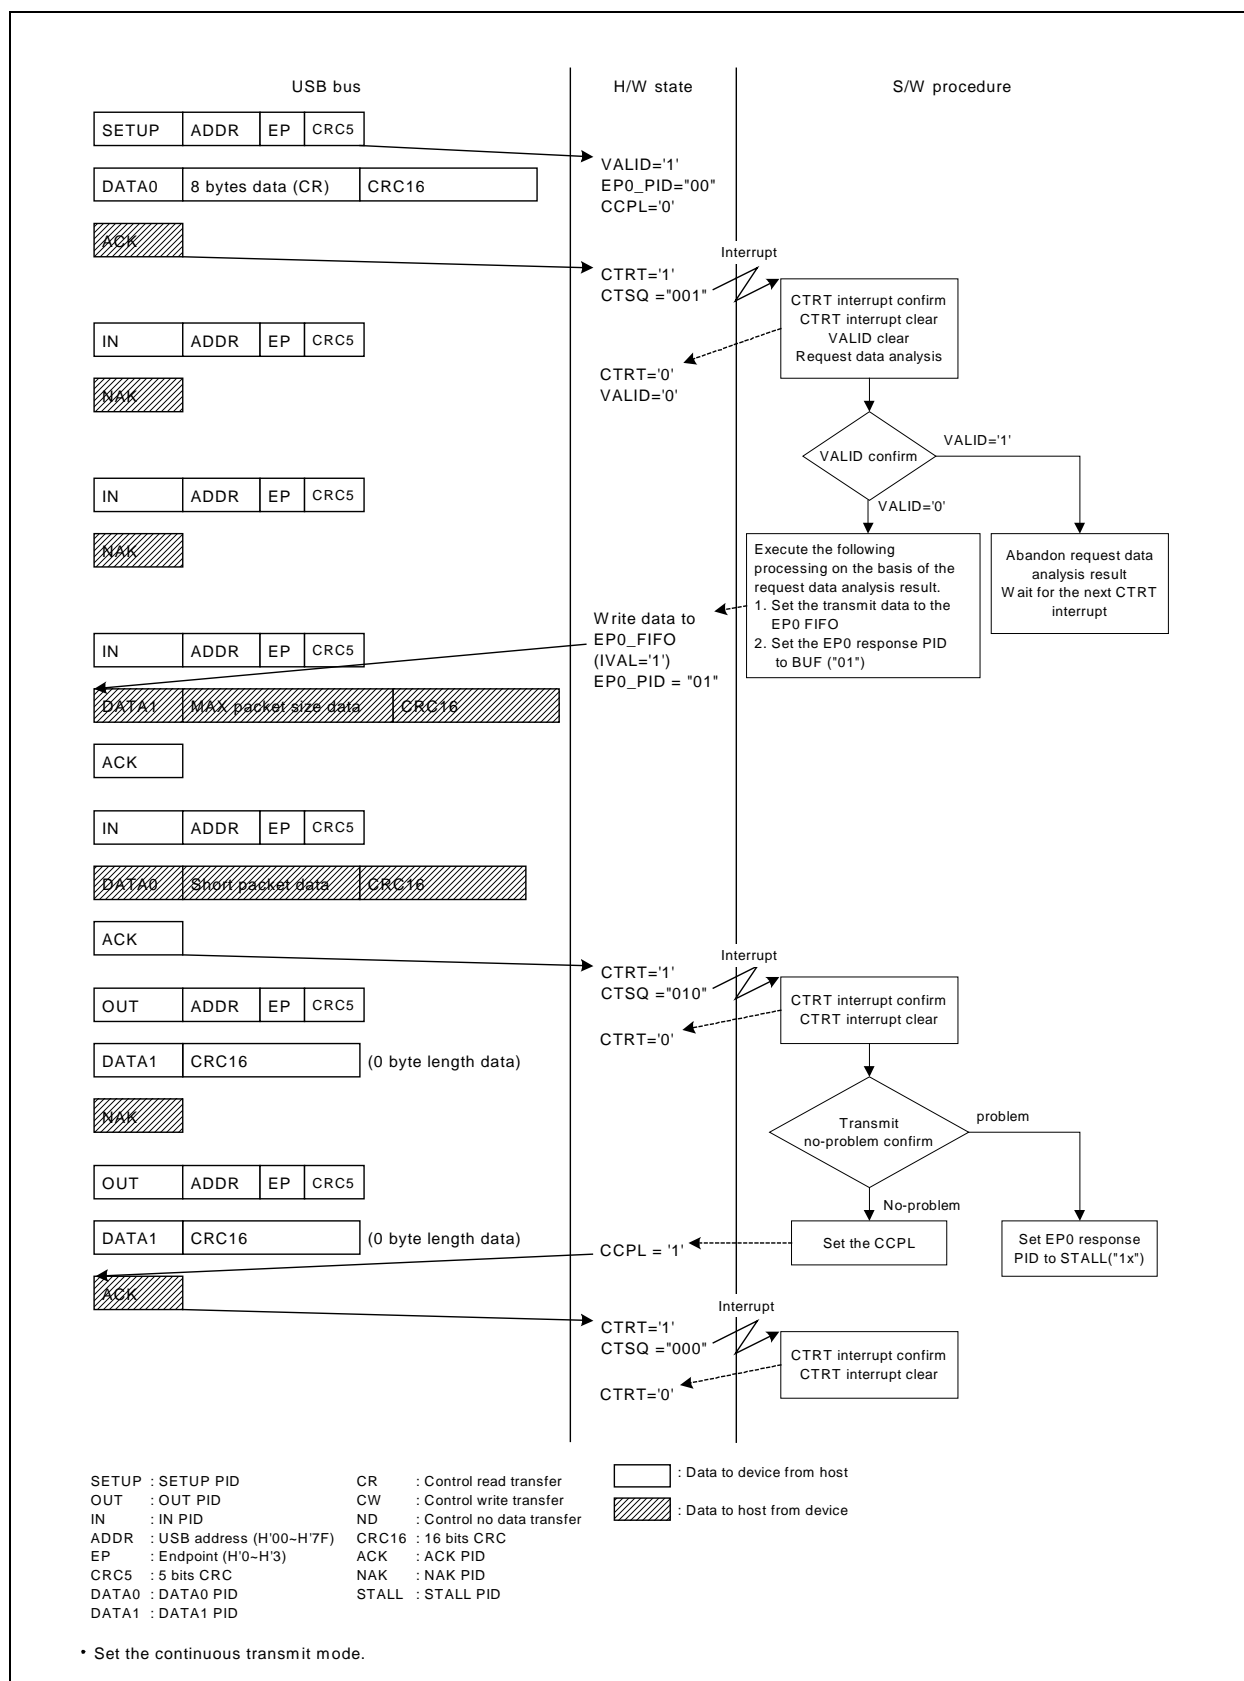 USB bus
H/W state
S/W procedure
SETUP ADDR EP CRC5
VALID='1'
EP0_PID="00"
CCPL='0'
DATA0 8 bytes data (CR) CRC16
ACK
Interrupt
CTRT='1'
CTSQ ="001"
CTRT interrupt confirm
CTRT interrupt clear
VALID clear
Request data analysis
IN ADDR EP CRC5
CTRT='0'
VALID='0'
NAK
VALID confirm
VALID='1'
VALID='0'
IN ADDR EP CRC5
NAK
Execute the following
processing on the basis of the
request data analysis result.
1. Set the transmit data to the
EP0 FIFO
2. Set the EP0 response PID
to BUF ("01")
Abandon request data
analysis result
Wait for the next CTRT
interrupt
Write data to
EP0_FIFO
(IVAL='1')
EP0_PID = "01"
IN ADDR EP CRC5
DATA1 MAX packet size data CRC16
ACK
IN ADDR EP CRC5
DATA0 Short packet data CRC16
ACK
Interrupt
CTRT='1'
CTSQ ="010"
CTRT interrupt confirm
CTRT interrupt clear
OUT ADDR EP CRC5
CTRT='0'
DATA1 CRC16 (0 byte length data)
NAK
Transmit
no-problem confirm
problem
No-problem
OUT ADDR EP CRC5
DATA1 CRC16 (0 byte length data)
CCPL = '1'
Set the CCPL
Set EP0 response
PID to STALL("1x")
ACK
Interrupt
CTRT='1'
CTSQ ="000"
CTRT interrupt confirm
CTRT interrupt clear
CTRT='0'
SETUP : SETUP PID
OUT : OUT PID
IN : IN PID
ADDR : USB address (H'00~H'7F)
EP : Endpoint (H'0~H'3)
CRC5 : 5 bits CRC
DATA0 : DATA0 PID
DATA1 : DATA1 PID
CR : Control read transfer
CW : Control write transfer
ND : Control no data transfer
CRC16 : 16 bits CRC
ACK : ACK PID
NAK : NAK PID
STALL : STALL PID
: Data to device from host
: Data to host from device
• Set the continuous transmit mode.